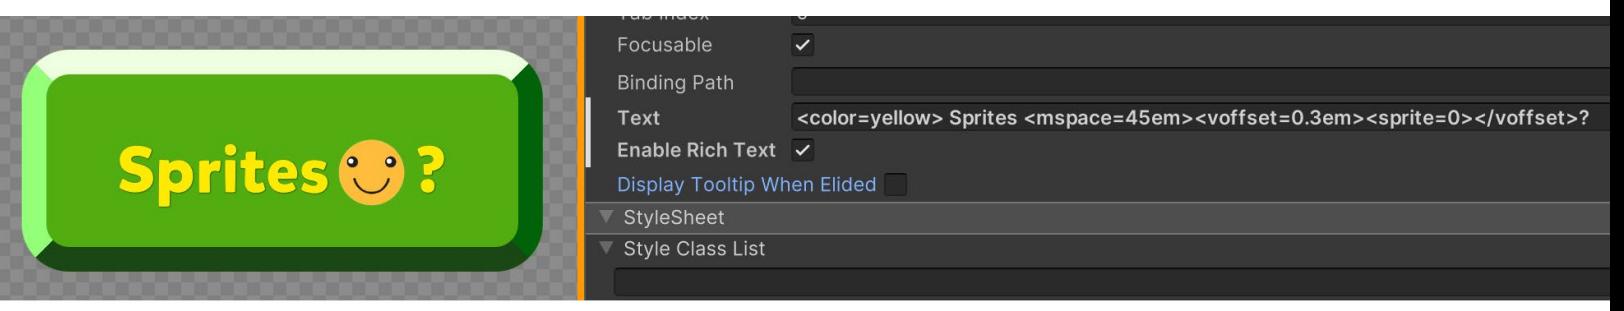 Sprites ?
Focusable
Binding Path
Text <color=yellow> Sprites <mspace=45em><voffset=0.3em><sprite=0></voffset>?
Enable Rich Text
Display Tooltip When Elided
StyleSheet
Style Class List